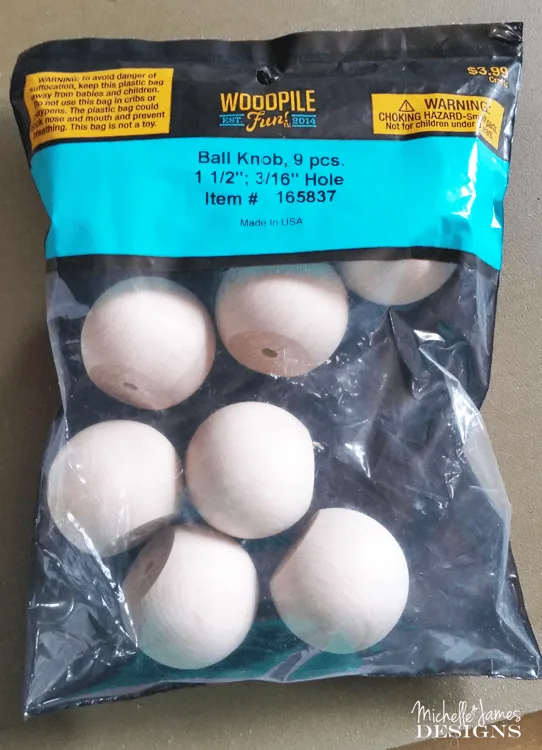 WARNING: To avoid danger of
suffocation, keep this plastic bag
away from babies and children.
Do not use this bag in cribs or
The plastic bag could
nose and mouth and prevent
breathing. This bag is not a toy.
WOODPILE
EST. Fun! 2014
$3.99
WARNING:
CHOKING HAZARD-Small
Not for children under
Ball Knob, 9 pcs.
1 1/2"; 3/16" Hole
Item # 165837
Made In USA
Michelle James
DESIGNS